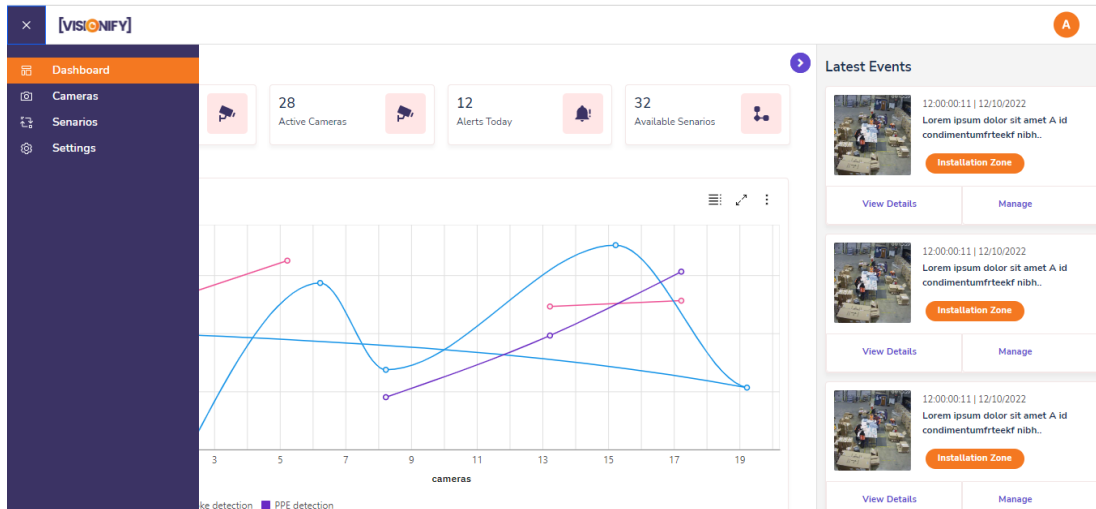 [VISIONIFY]
A
Dashboard
Cameras
Senarios
Settings
28
Active Cameras
12
Alerts Today
32
Available Senarios
3 5 7 9 11 13 15 17 19
cameras
ke detection PPE detection
Latest Events
12:00:00:11 | 12/10/2022
Lorem ipsum dolor sit amet A id
condimentumfrteekf nibh..
Installation Zone
View Details Manage
12:00:00:11 | 12/10/2022
Lorem ipsum dolor sit amet A id
condimentumfrteekf nibh..
Installation Zone
View Details Manage
12:00:00:11 | 12/10/2022
Lorem ipsum dolor sit amet A id
condimentumfrteekf nibh..
Installation Zone
View Details Manage